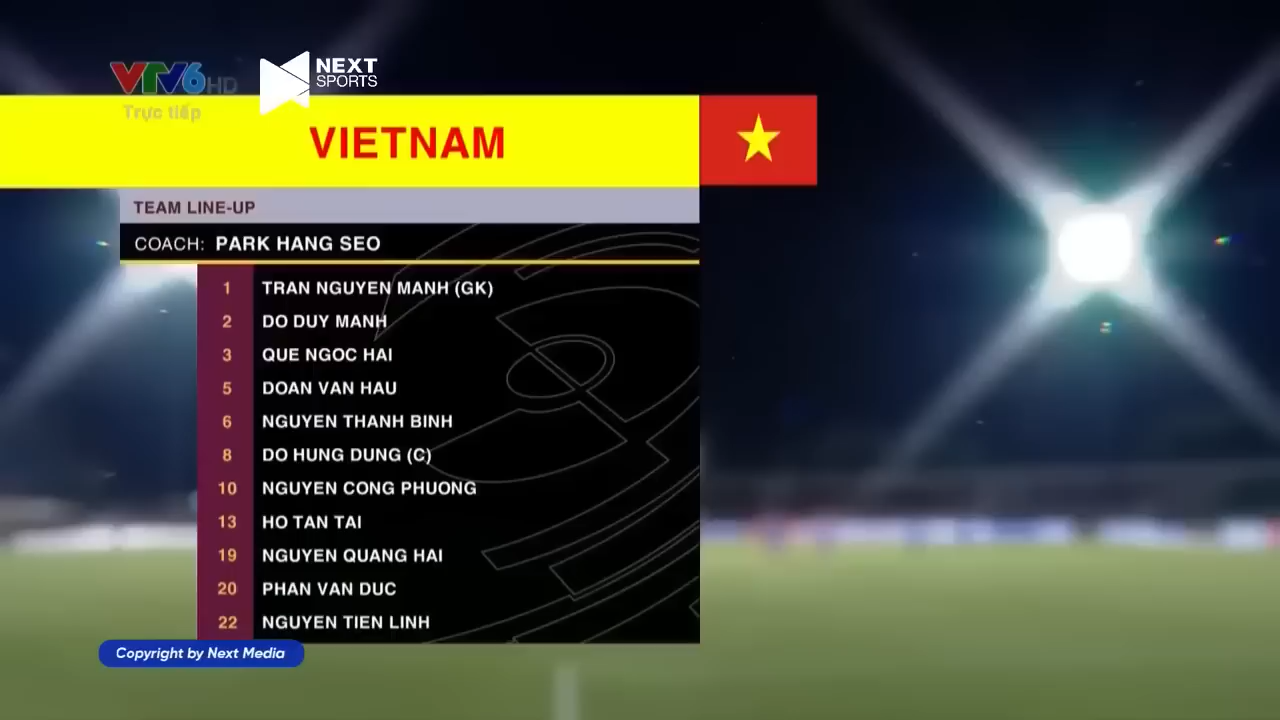 VTV6HD
Trực tiếp
NEXT
SPORTS
VIETNAM
TEAM LINE-UP
COACH: PARK HANG SEO
1 TRAN NGUYEN MANH (GK)
2 DO DUY MANH
3 QUE NGOC HAI
5 DOAN VAN HAU
6 NGUYEN THANH BINH
8 DO HUNG DUNG (C)
10 NGUYEN CONG PHUONG
13 HO TAN TAI
19 NGUYEN QUANG HAI
20 PHAN VAN DUC
22 NGUYEN TIEN LINH
Copyright by Next Media